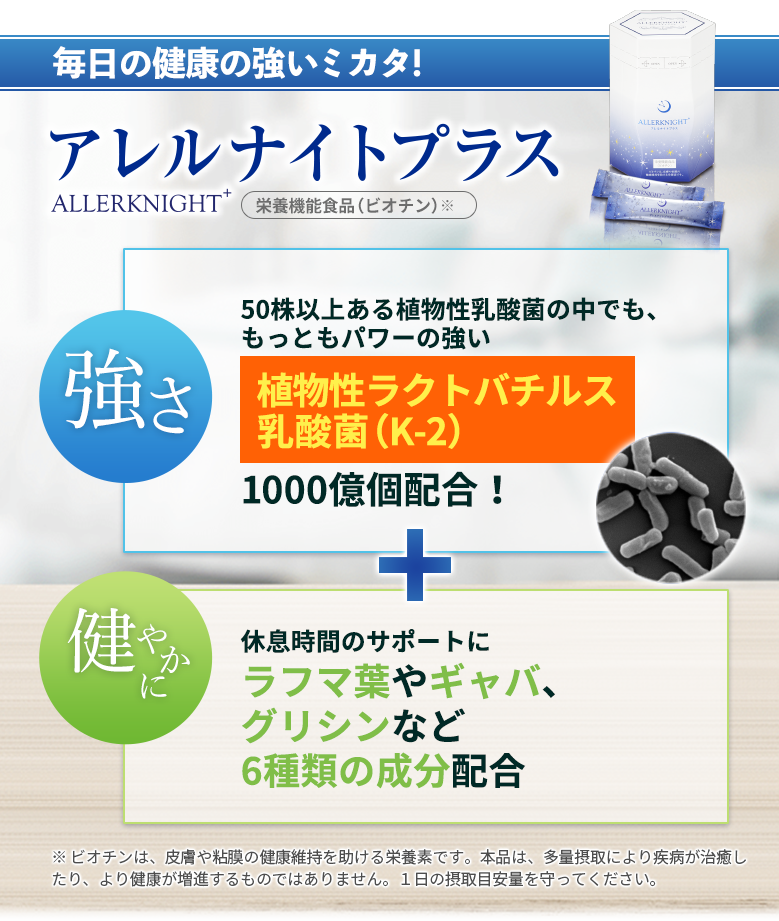 毎日の健康の強いミカタ!
アレルナイトプラス
ALLERKNIGHT+
栄養機能食品(ビオチン)※
ALLERKNIGHT+
ALLERKNIGHT+
50株以上ある植物性乳酸菌の中でも、
もっともパワーの強い
強さ
植物性ラクトバチルス
乳酸菌(K-2)
1000億個配合！
健やかに
休息時間のサポートに
ラフマ葉やギャバ、
グリシンなど
6種類の成分配合
※ ビオチンは、皮膚や粘膜の健康維持を助ける栄養素です。本品は、多量摂取により疾病が治癒し
たり、より健康が増進するものではありません。１日の摂取目安量を守ってください。